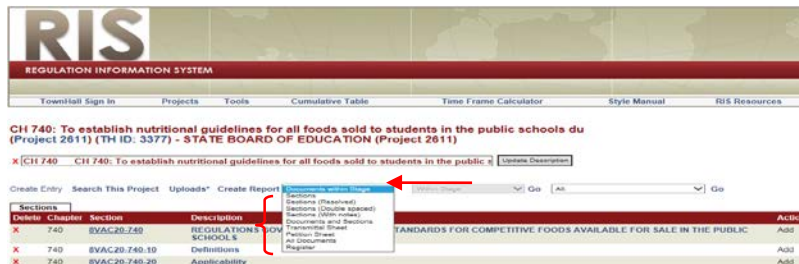 RIS
REGULATION INFORMATION SYSTEM
TownHall Sign In Projects Tools Cumulative Table Time Frame Calculator Style Manual RIS Resources
CH 740: To establish nutritional guidelines for all foods sold to students in the public schools du
(Project 2611) (TH ID: 3377) - STATE BOARD OF EDUCATION (Project 2611)
X CH 740 CH 740: To establish nutritional guidelines for all foods sold to students in the public s Update Description
Create Entry Search This Project Uploads* Create Report Documents within Stage Within Stage Go All Go
Sections
Sections (Resolved)
Sections (Double spaced)
Sections (With notes)
Documents and Sections
Transmittal Sheet
Petition Sheet
All Documents
Register
Sections
Delete Chapter Section Description Actio
X 740 8VAC20-740 REGULATIONS GOV TANDARDS FOR COMPETITIVE FOODS AVAILABLE FOR SALE IN THE PUBLIC Add
SCHOOLS
X 740 8VAC20-740-10 Definitions Add
X 740 8VAC20-740-20 Applicability Add